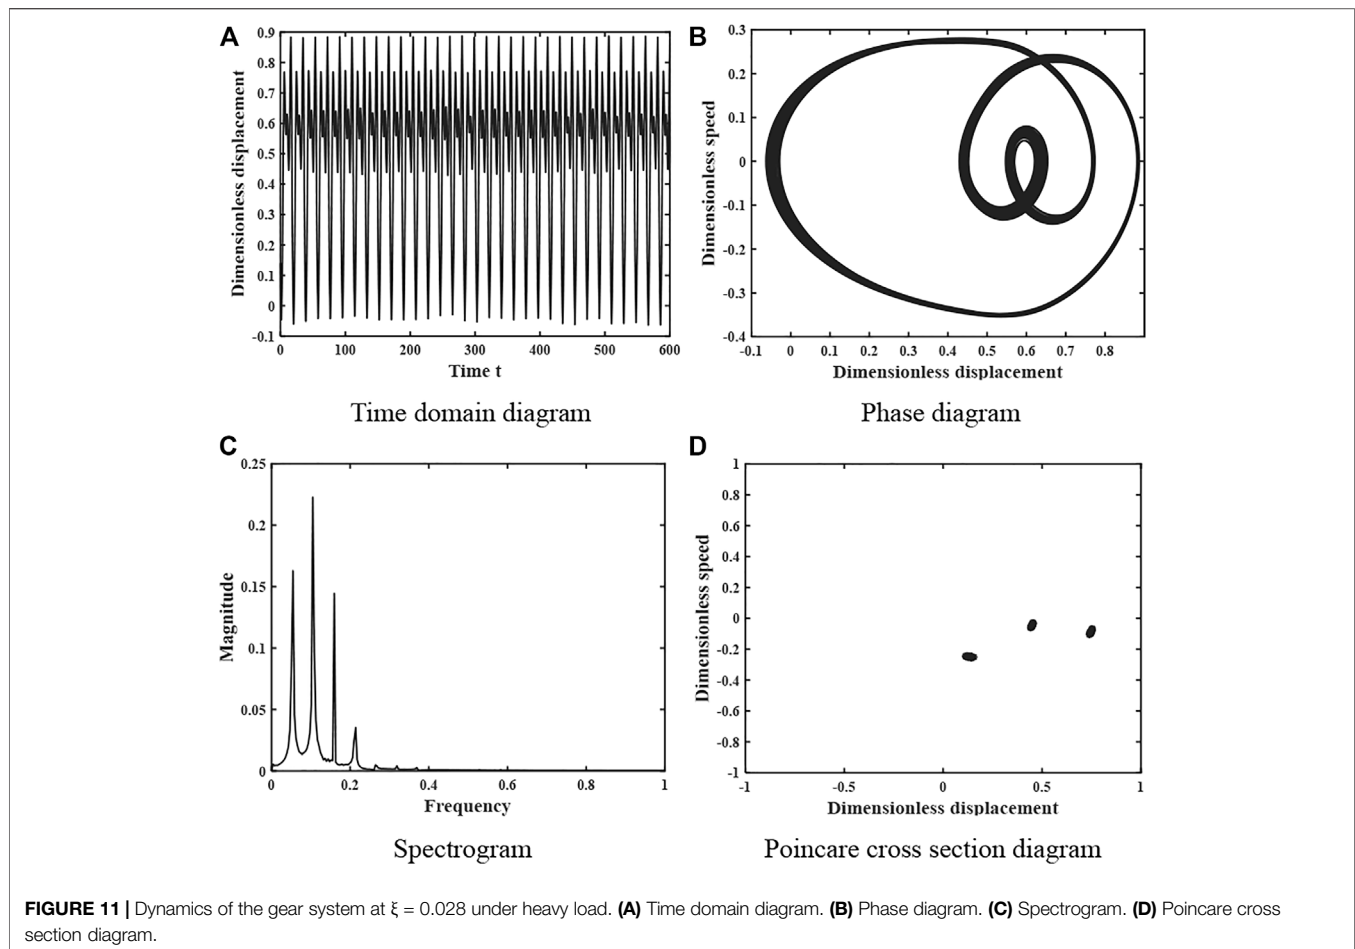 A
0.9
0.8
0.7
0.6
0.5
0.4
0.3
0.2
0.1
0
-0.1
Dimensionless displacement
0 100 200 300 400 500 600
Time t
Time domain diagram
B
0.3
0.2
0.1
0
-0.1
-0.2
-0.3
-0.4
Dimensionless speed
-0.1 0 0.1 0.2 0.3 0.4 0.5 0.6 0.7 0.8
Dimensionless displacement
Phase diagram
C
0.25
0.2
0.15
0.1
0.05
0
Magnitude
0 0.2 0.4 0.6 0.8 1
Frequency
Spectrogram
D
1
0.8
0.6
0.4
0.2
0
-0.2
-0.4
-0.6
-0.8
-1
Dimensionless speed
-1 -0.5 0 0.5 1
Dimensionless displacement
Poincare cross section diagram
FIGURE 11 | Dynamics of the gear system at ξ = 0.028 under heavy load. (A) Time domain diagram. (B) Phase diagram. (C) Spectrogram. (D) Poincare cross
section diagram.